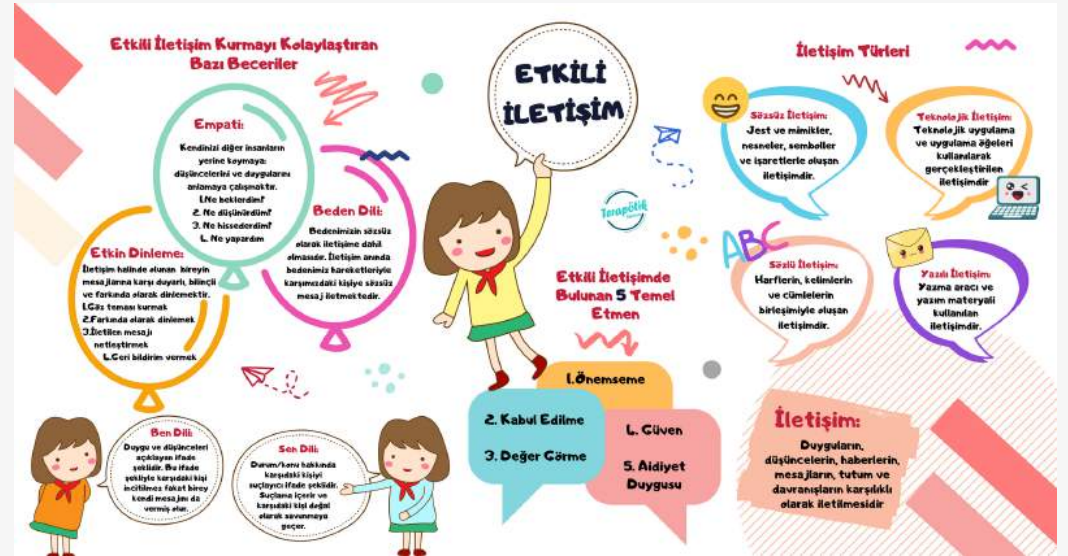 Etkili İletişim Kurmayı Kolaylaştıran
Bazı Beceriler
Empati:
Kendinizi diğer insanların
yerine koymaya;
düşüncelerini ve duygularını
anlamaya çalışmaktır.
1.Ne beklerdim?
2. Ne düşünürdüm?
3. Ne hissederdim?
4. Ne yapardım
Etkin Dinleme:
İletişim halinde olunan bireyin
mesajlarına karşı duyarlı, bilinçli
ve farkında olarak dinlemektir.
1.Göz teması kurmak
2.Farkında olarak dinlemek
3.İletilen mesajı
netleştirmek
4.Geri bildirim vermek
Beden Dili:
Bedenimizin sözsüz
olarak iletişime dahil
olmasıdır. İletişim anında
bedenimiz hareketleriyle
karşımızdaki kişiye sözsüz
mesaj iletmektedir.
Ben Dili:
Duygu ve düşünceleri
açıklayan ifade
şeklidir. Bu ifade
şekliyle karşıdaki kişi
incitilmez fakat birey
kendi mesajını da
vermiş olur.
Sen Dili:
Durum/konu hakkında
karşıdaki kişiyi
suçlayıcı ifade şeklidir.
Suçlama içerir ve
karşıdaki kişi doğal
olarak savunmaya
geçer.
ETKİLİ
İLETİŞİM
Terapötik
Etkili İletişimde
Bulunan 5 Temel
Etmen
1.Önemseme
2. Kabul Edilme
3. Değer Görme
4. Güven
5. Aidiyet
Duygusu
İletişim Türleri
Sözsüz İletişim:
Jest ve mimikler,
nesneler, semboller
ve işaretlerle oluşan
iletişimdir.
Teknolojik İletişim:
Teknolojik uygulama
ve uygulama öğeleri
kullanılarak
gerçekleştirilen
iletişimdir
ABC
Sözlü İletişim:
Harflerin, kelimlerin
ve cümlelerin
birleşimiyle oluşan
iletişimdir.
Yazılı İletişim:
Yazma aracı ve
yazım materyali
kullanılan
iletişimdir.
İletişim:
Duyguların,
düşüncelerin, haberlerin,
mesajların, tutum ve
davranışların karşılıklı
olarak iletilmesidir